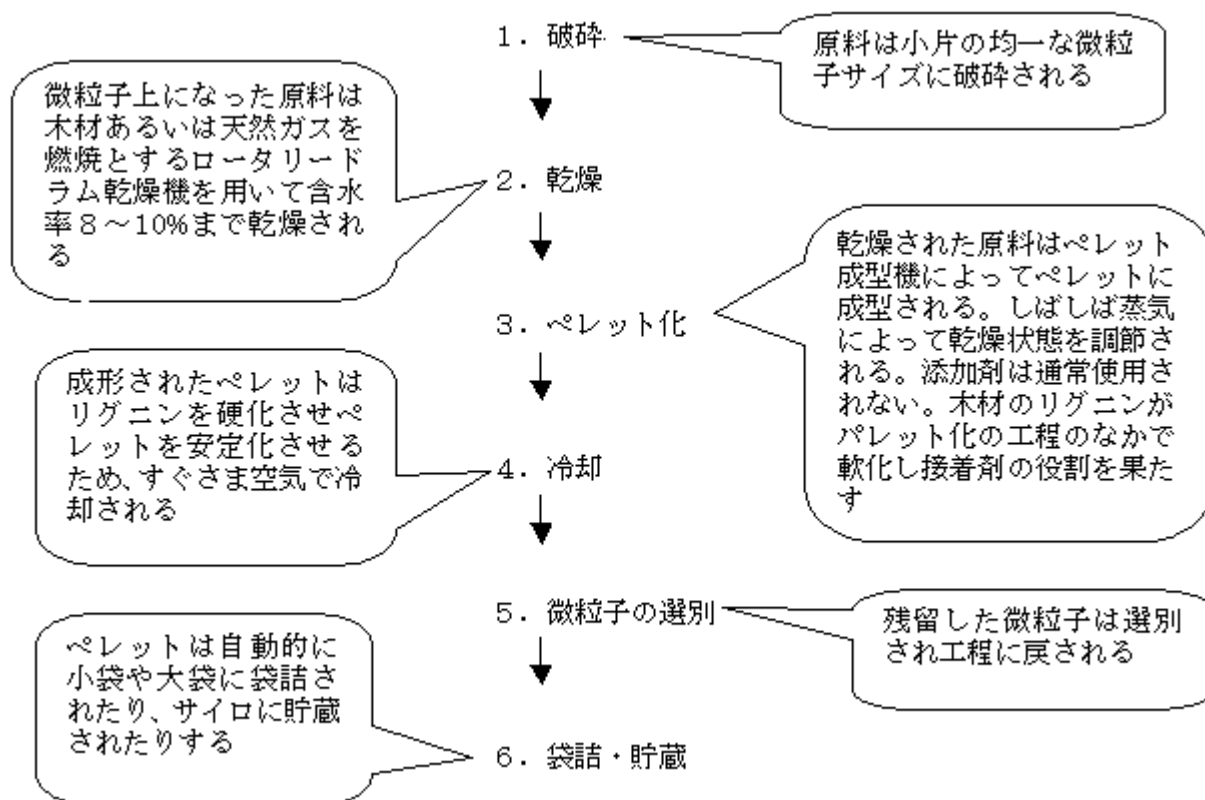 1. 破砕
原料は小片の均一な微粒
子サイズに破砕される
微粒子上になった原料は
木材あるいは天然ガスを
燃焼とするロータリード
ラム乾燥機を用いて含水
率8～10%まで乾燥され
る
2. 乾燥
乾燥された原料はペレット
成型機によってペレットに
成型される。しばしば蒸気
によって乾燥状態を調節さ
れる。添加剤は通常使用さ
れない。木材のリグニンが
パレット化の工程のなかで
軟化し接着剤の役割を果た
す
3. ペレット化
成形されたペレットは
リグニンを硬化させペ
レットを安定化させる
ため、すぐさま空気で冷
却される
4. 冷却
5. 微粒子の選別
残留した微粒子は選別
され工程に戻される
ペレットは自動的に
小袋や大袋に袋詰さ
れたり、サイロに貯蔵
されたりする
6. 袋詰・貯蔵